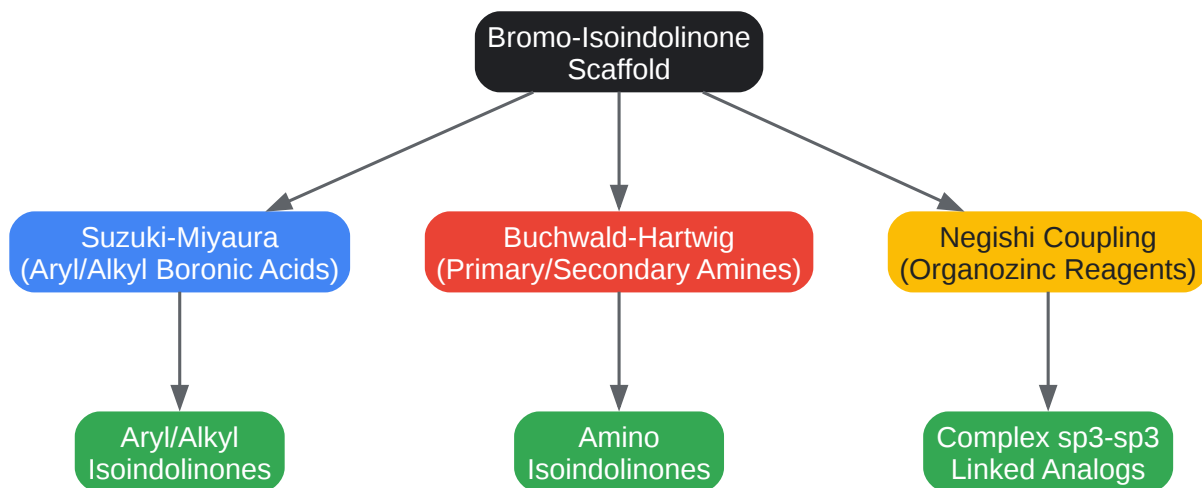 Bromo-Isoindolinone
Scaffold
Suzuki-Miyaura
(Aryl/Alkyl Boronic Acids)
Buchwald-Hartwig
(Primary/Secondary Amines)
Negishi Coupling
(Organozinc Reagents)
Aryl/Alkyl
Isoindolinones
Amino
Isoindolinones
Complex sp3-sp3
Linked Analogs